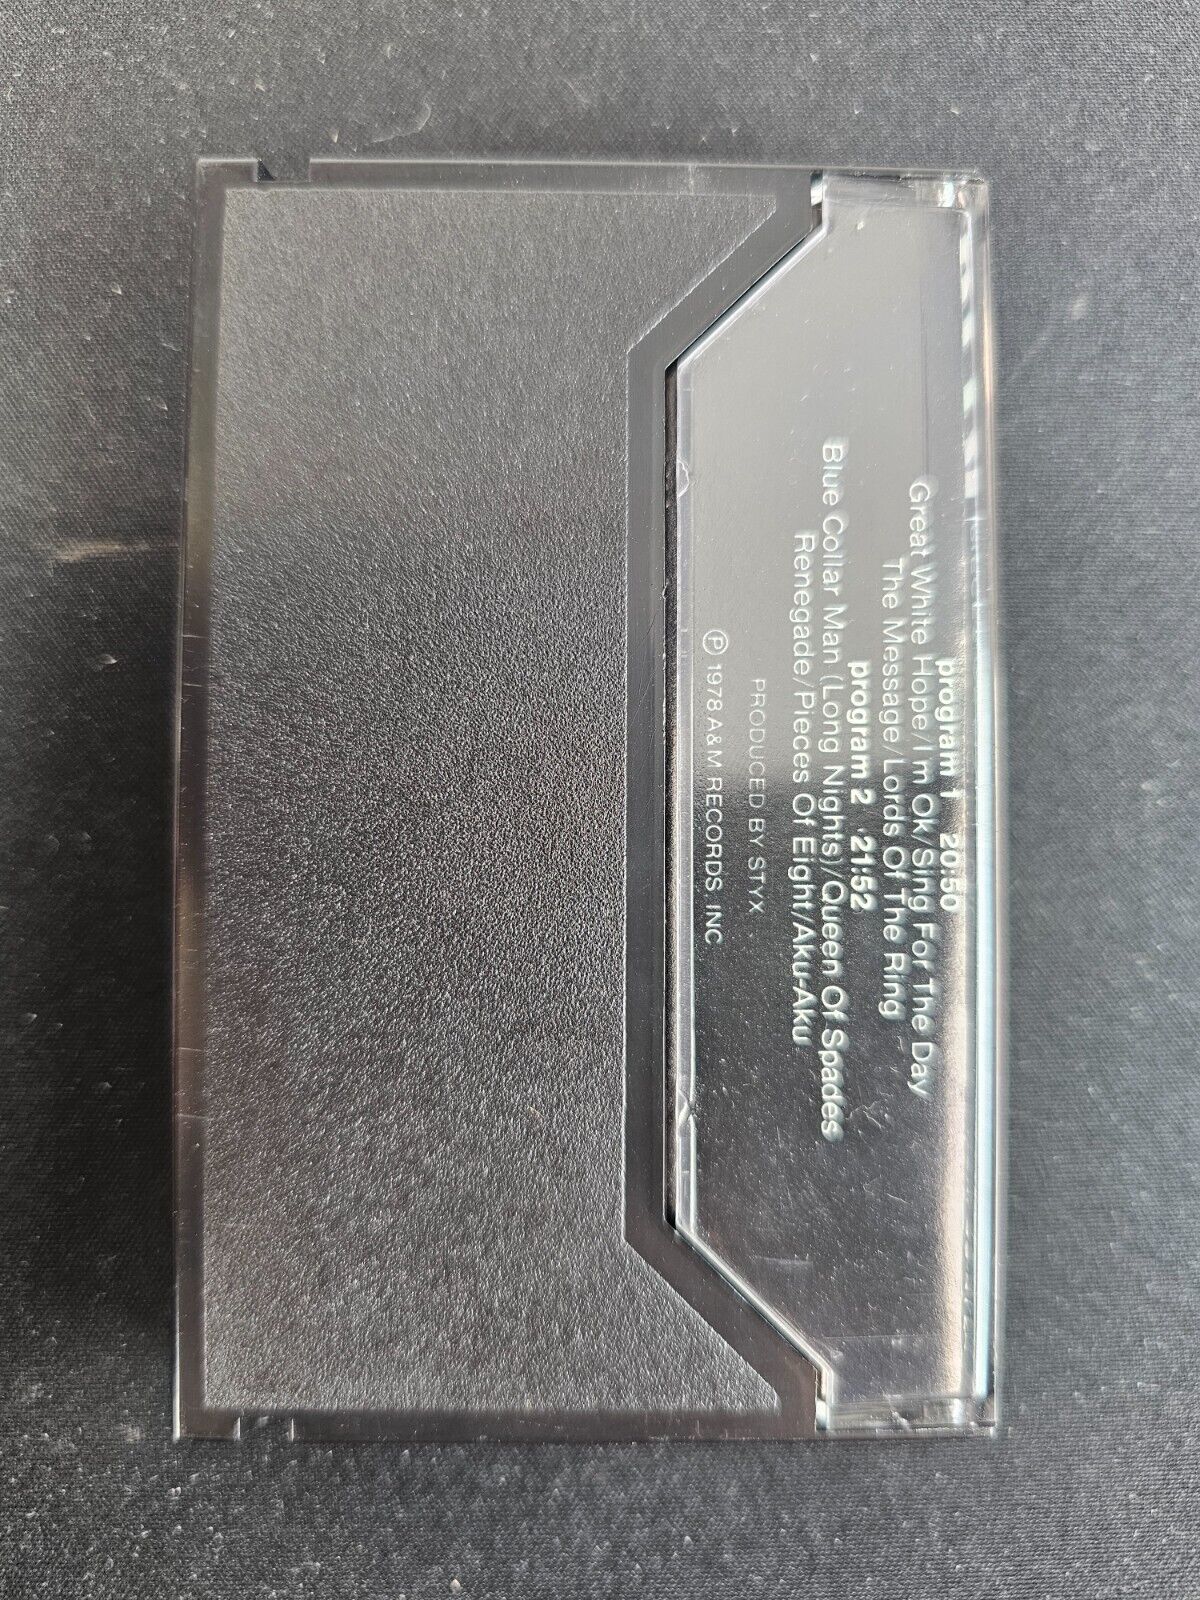 program 1 20:50
Great White Hope/I'm Ok/Sing For The Day
The Message/Lords Of The Ring
program 2 21:52
Blue Collar Man (Long Nights)/Queen Of Spades
Renegade/Pieces Of Eight/Aku-Aku
PRODUCED BY STYX
℗ 1978 A&M RECORDS, INC